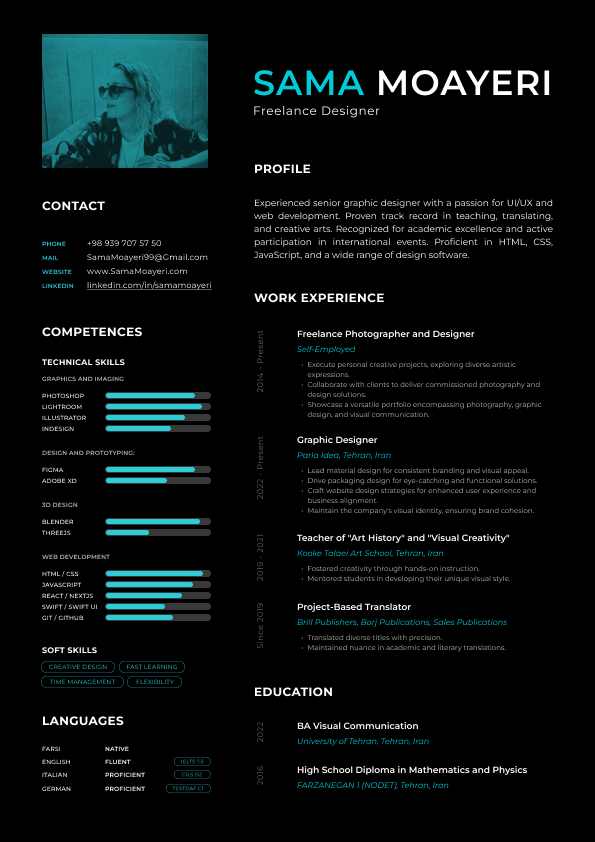 SAMA MOAYERI
Freelance Designer
CONTACT
PHONE +98 939 707 57 50
MAIL SamaMoayeri99@Gmail.com
WEBSITE www.SamaMoayeri.com
LINKEDIN linkedin.com/in/samamoayeri
COMPETENCES
TECHNICAL SKILLS
GRAPHICS AND IMAGING
PHOTOSHOP
LIGHTROOM
ILLUSTRATOR
INDESIGN
DESIGN AND PROTOTYPING:
FIGMA
ADOBE XD
3D DESIGN
BLENDER
THREEJS
WEB DEVELOPMENT
HTML / CSS
JAVASCRIPT
REACT / NEXTJS
SWIFT / SWIFT UI
GIT / GITHUB
SOFT SKILLS
CREATIVE DESIGN FAST LEARNING
TIME MANAGEMENT FLEXIBILITY
LANGUAGES
FARSI NATIVE
ENGLISH FLUENT IELTS 7.5
ITALIAN PROFICIENT CILS B2
GERMAN PROFICIENT TESTDAF C1
PROFILE
Experienced senior graphic designer with a passion for UI/UX and
web development. Proven track record in teaching, translating,
and creative arts. Recognized for academic excellence and active
participation in international events. Proficient in HTML, CSS,
JavaScript, and a wide range of design software.
WORK EXPERIENCE
2014 - Present
Freelance Photographer and Designer
Self-Employed
• Execute personal creative projects, exploring diverse artistic
expressions.
• Collaborate with clients to deliver commissioned photography and
design solutions.
• Showcase a versatile portfolio encompassing photography, graphic
design, and visual communication.
2022 - Present
Graphic Designer
Parla Idea, Tehran, Iran
• Lead material design for consistent branding and visual appeal.
• Drive packaging design for eye-catching and functional solutions.
• Craft website design strategies for enhanced user experience and
business alignment.
• Maintain the company's visual identity, ensuring brand cohesion.
2019 - 2021
Teacher of "Art History" and "Visual Creativity"
Kooke Talaei Art School, Tehran, Iran
• Fostered creativity through hands-on instruction.
• Mentored students in developing their unique visual style.
Since 2019
Project-Based Translator
Brill Publishers, Borj Publications, Sales Publications
• Translated diverse titles with precision.
• Maintained nuance in academic and literary translations.
EDUCATION
2022
BA Visual Communication
University of Tehran, Tehran, Iran
2016
High School Diploma in Mathematics and Physics
FARZANEGAN 1 (NODET), Tehran, Iran